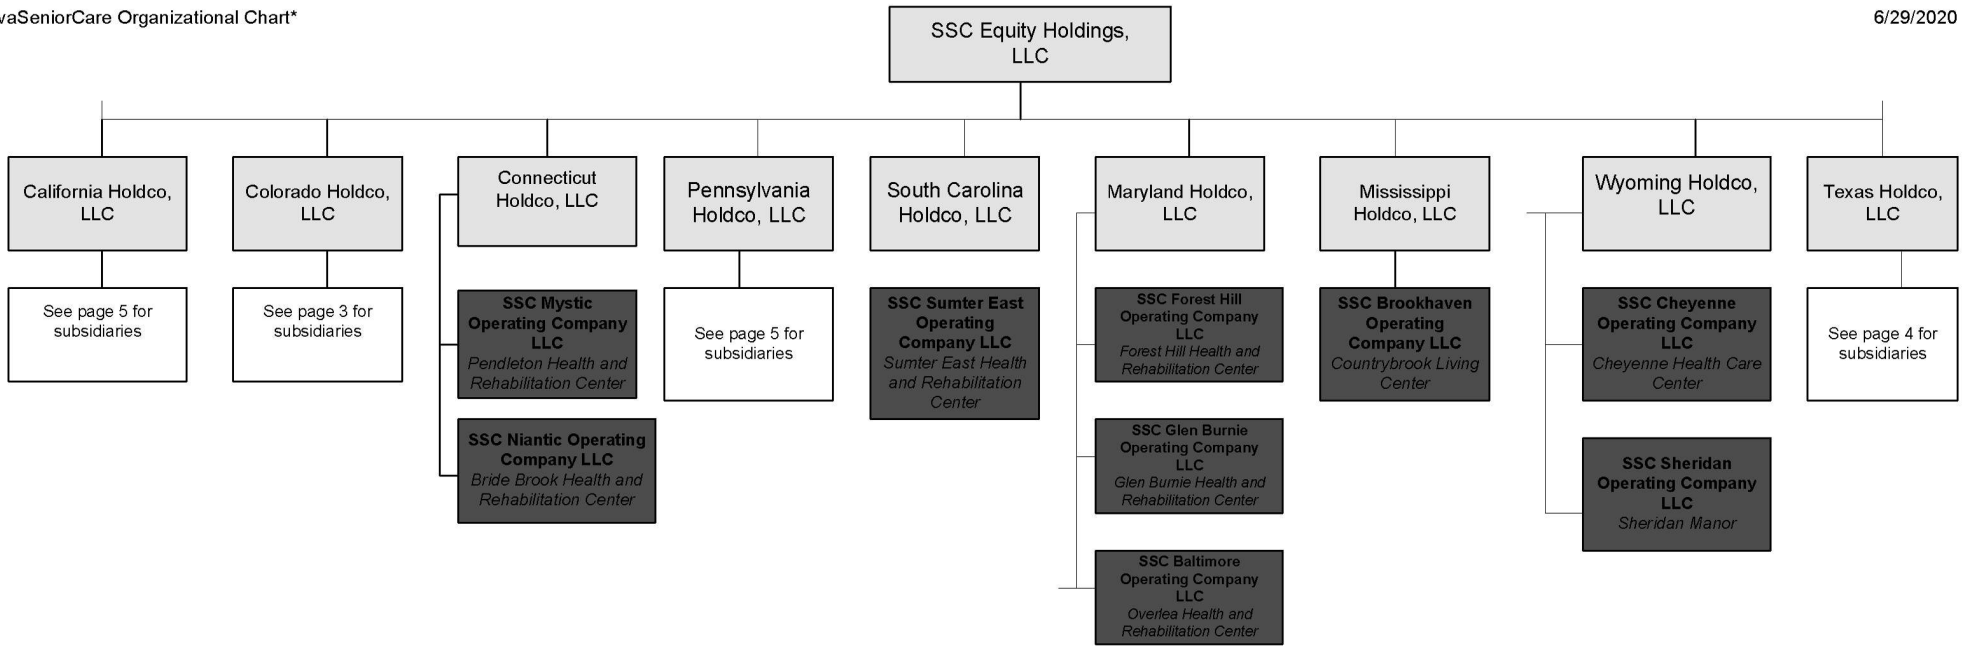 vaSeniorCare Organizational Chart*
6/29/2020
SSC Equity Holdings,
LLC
California Holdco,
LLC
Colorado Holdco,
LLC
Connecticut
Holdco, LLC
Pennsylvania
Holdco, LLC
South Carolina
Holdco, LLC
Maryland Holdco,
LLC
Mississippi
Holdco, LLC
Wyoming Holdco,
LLC
Texas Holdco,
LLC
See page 5 for
subsidiaries
See page 3 for
subsidiaries
SSC Mystic
Operating Company
LLC
Pendleton Health and
Rehabilitation Center
SSC Niantic Operating
Company LLC
Bride Brook Health and
Rehabilitation Center
See page 5 for
subsidiaries
SSC Sumter East
Operating
Company LLC
Sumter East Health
and Rehabilitation
Center
SSC Forest Hill
Operating Company
LLC
Forest Hill Health and
Rehabilitation Center
SSC Glen Burnie
Operating Company
LLC
Glen Burnie Health and
Rehabilitation Center
SSC Baltimore
Operating Company
LLC
Overlea Health and
Rehabilitation Center
SSC Brookhaven
Operating
Company LLC
Countrybrook Living
Center
SSC Cheyenne
Operating Company
LLC
Cheyenne Health Care
Center
SSC Sheridan
Operating Company
LLC
Sheridan Manor
See page 4 for
subsidiaries